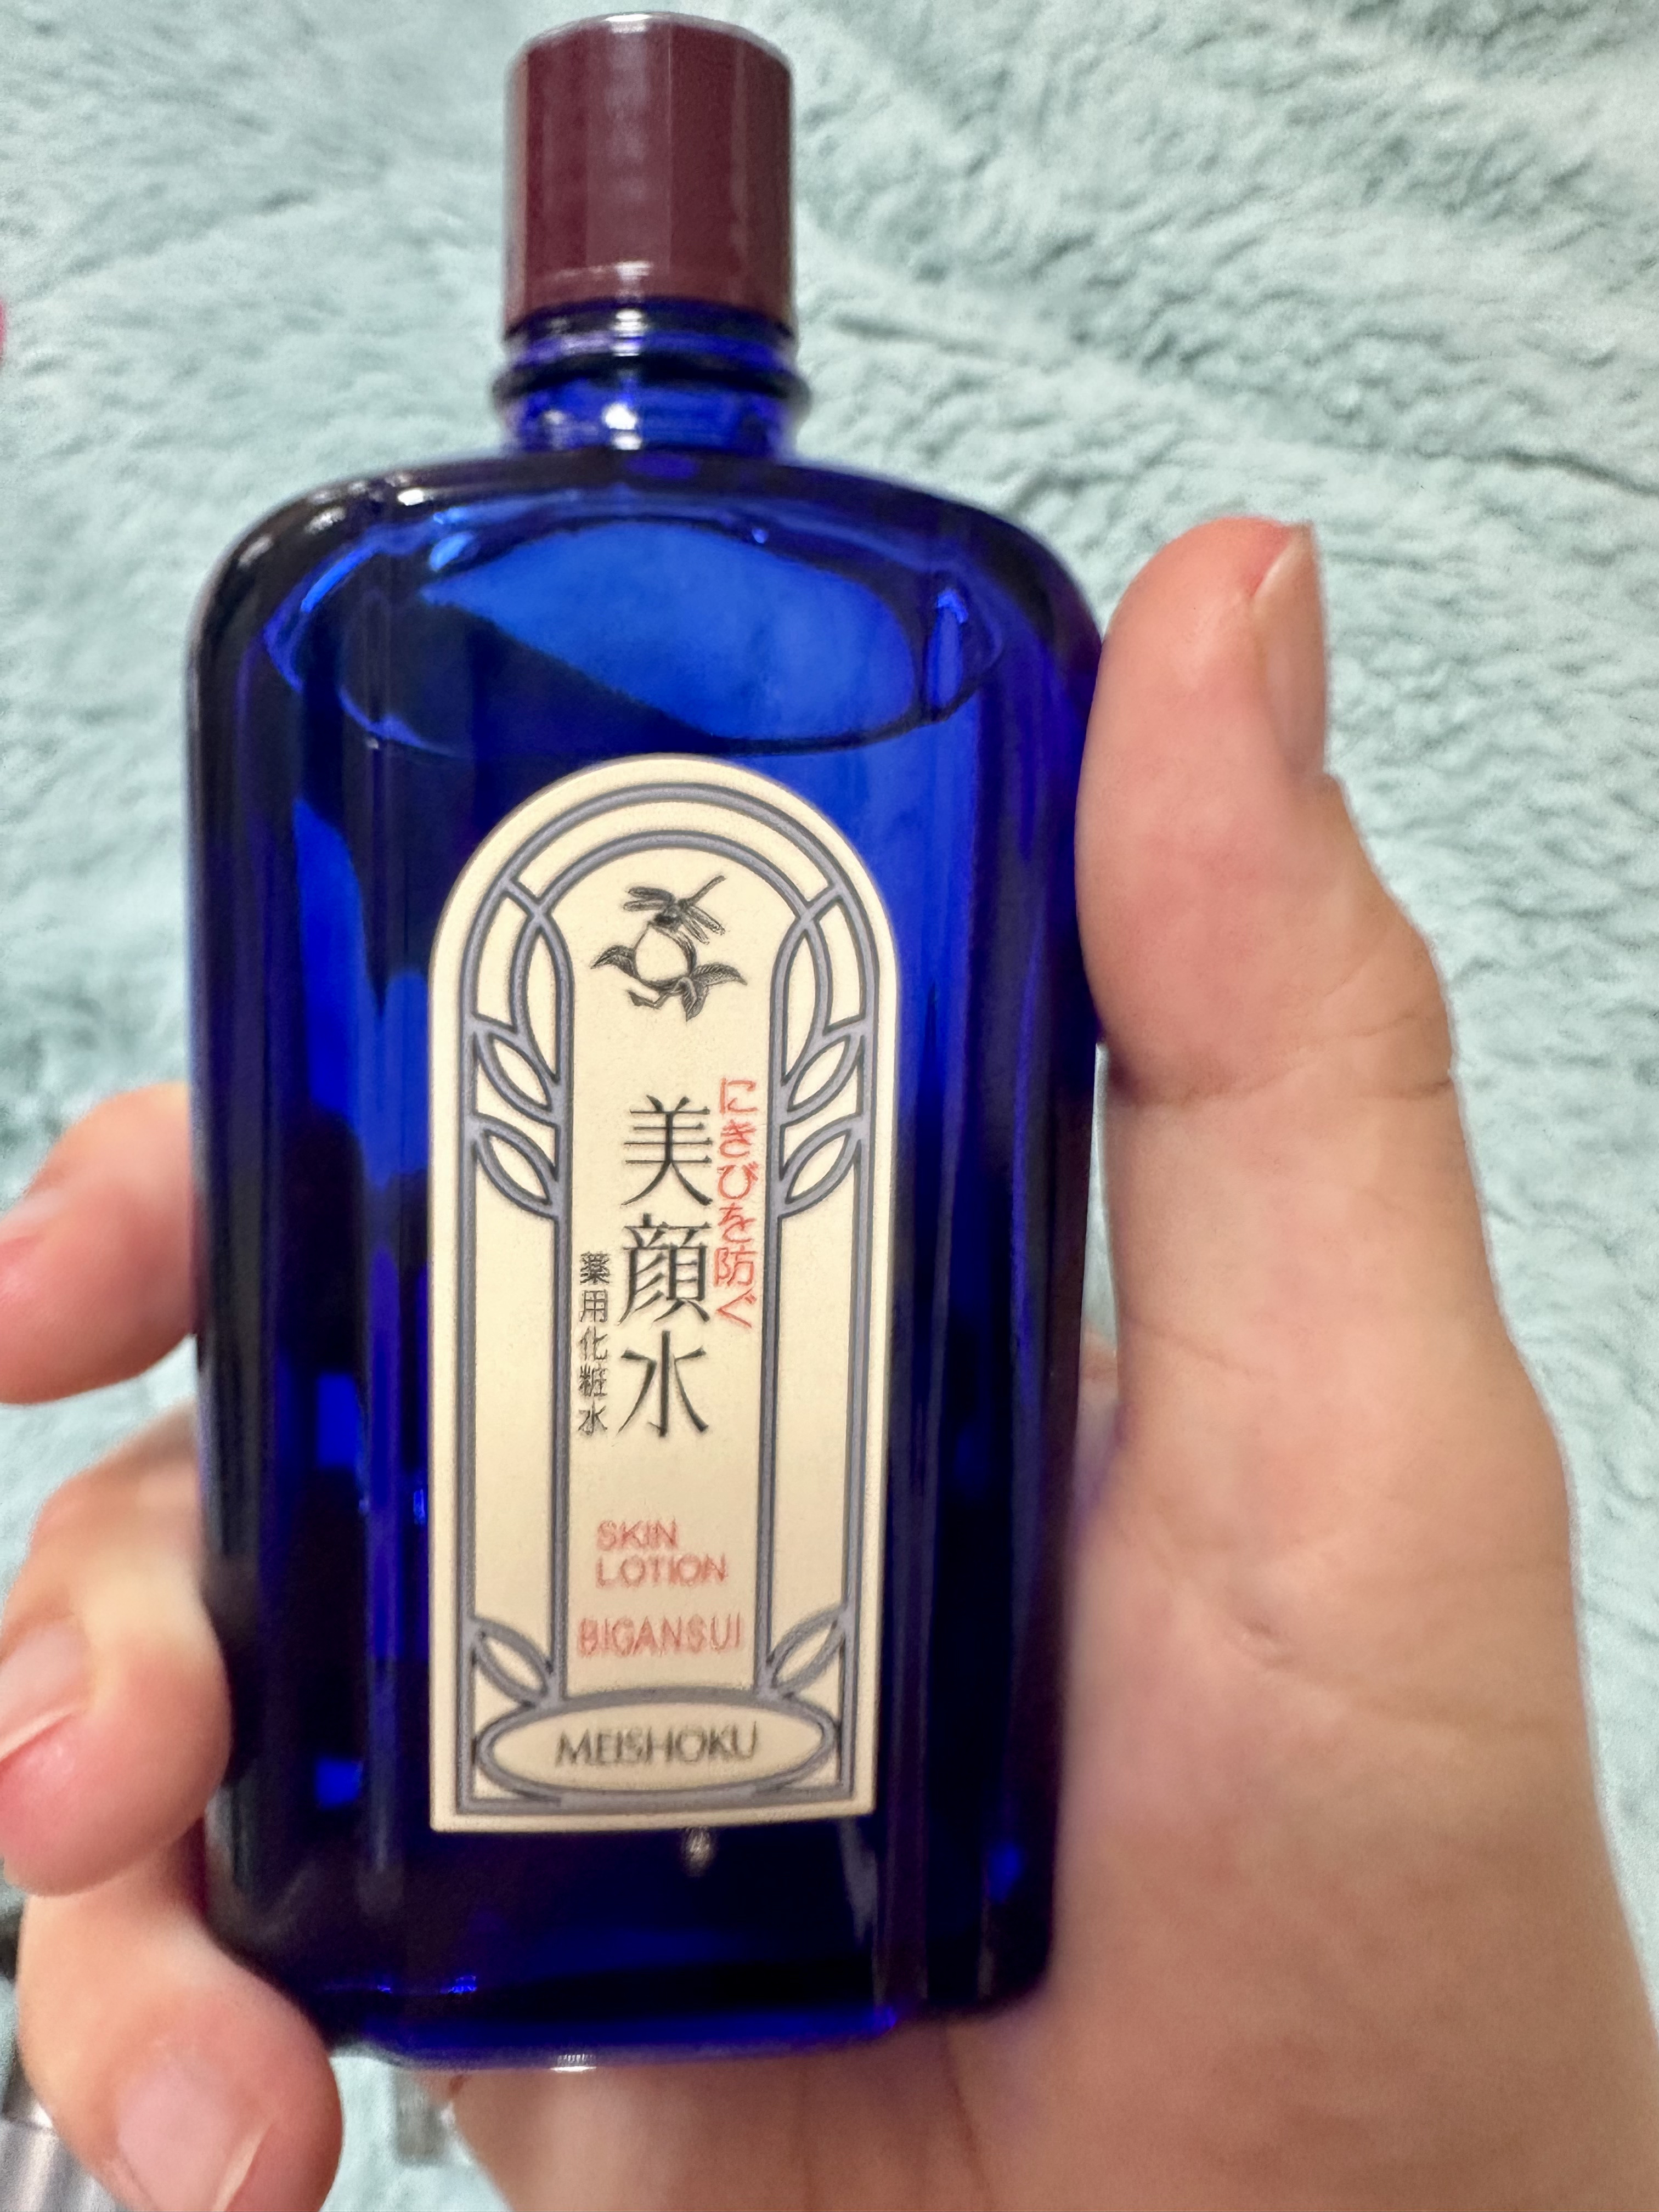 にきびを防ぐ
美顔水
薬用化粧水
SKIN
LOTION
BIGANSUI
MEISHOKU